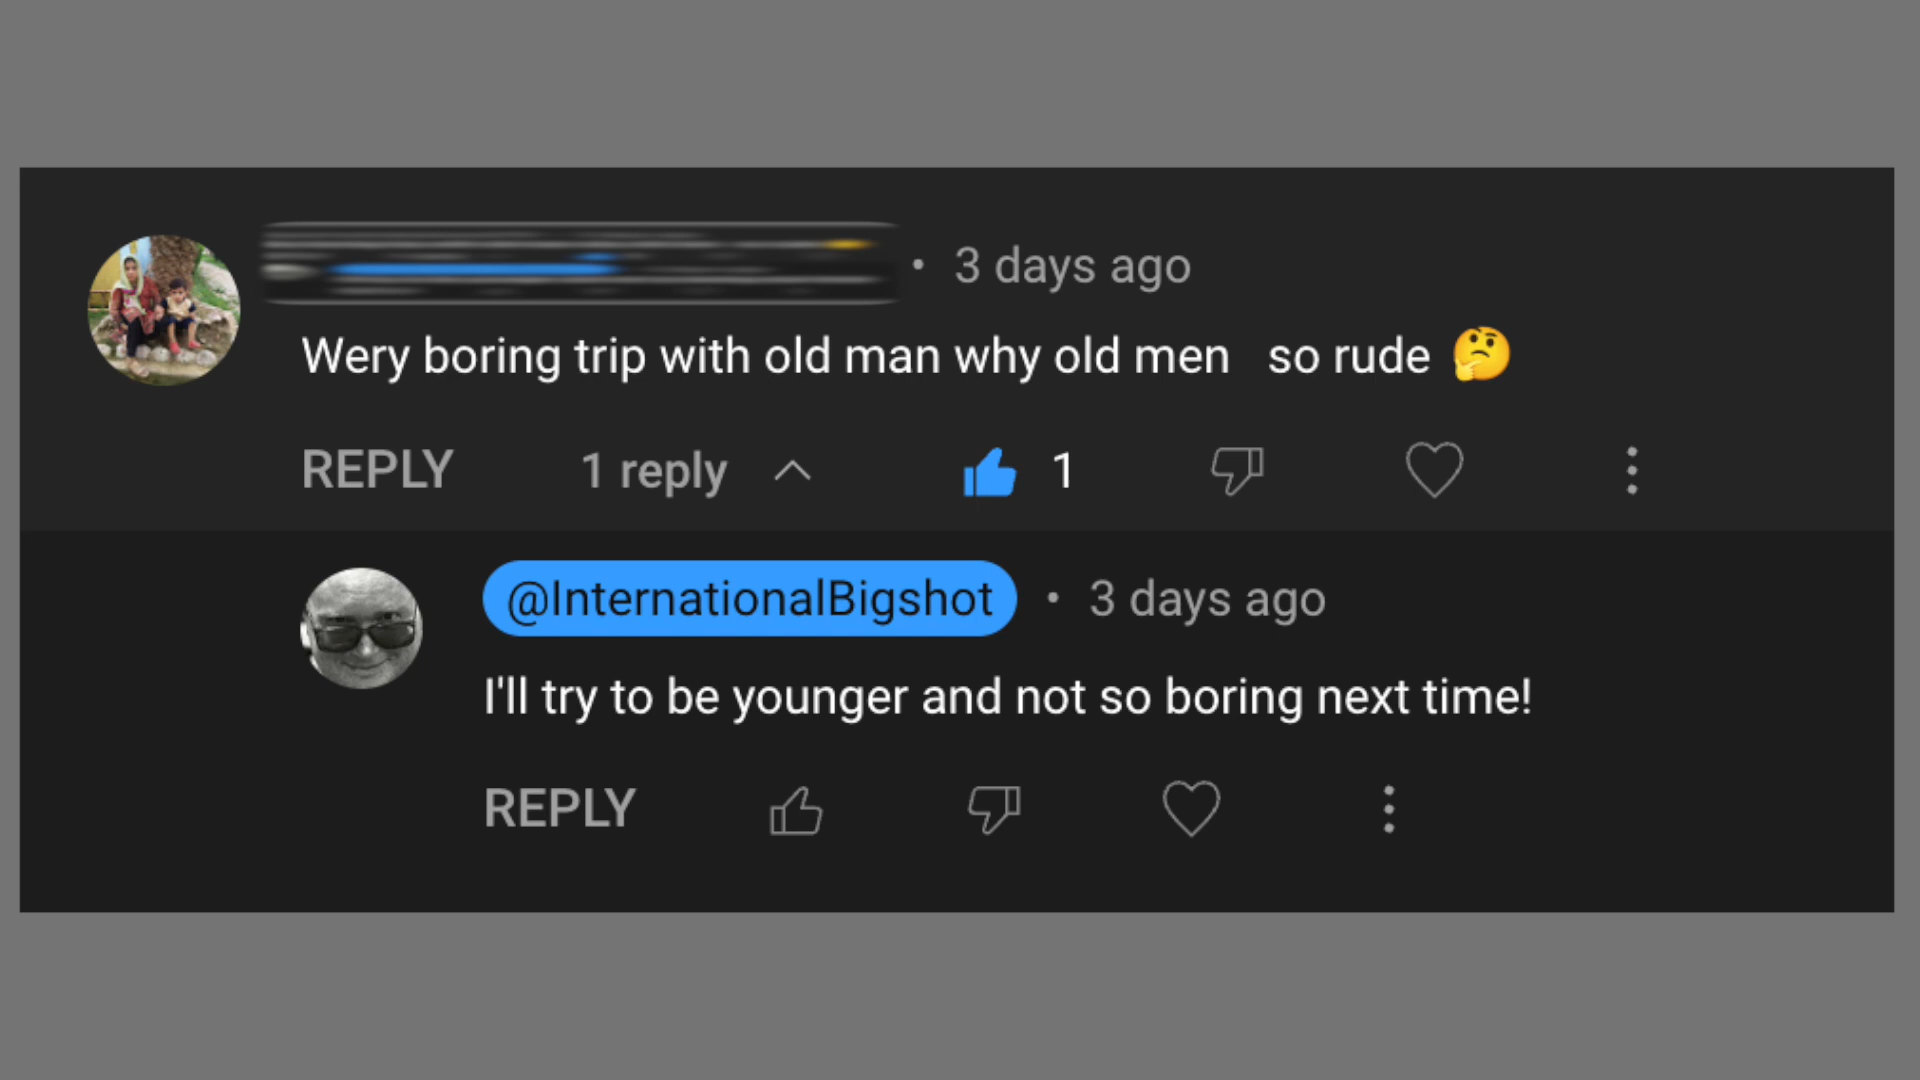 • 3 days ago
Wery boring trip with old man why old men so rude 🤔
REPLY 1 reply 1
@InternationalBigshot • 3 days ago
I'll try to be younger and not so boring next time!
REPLY